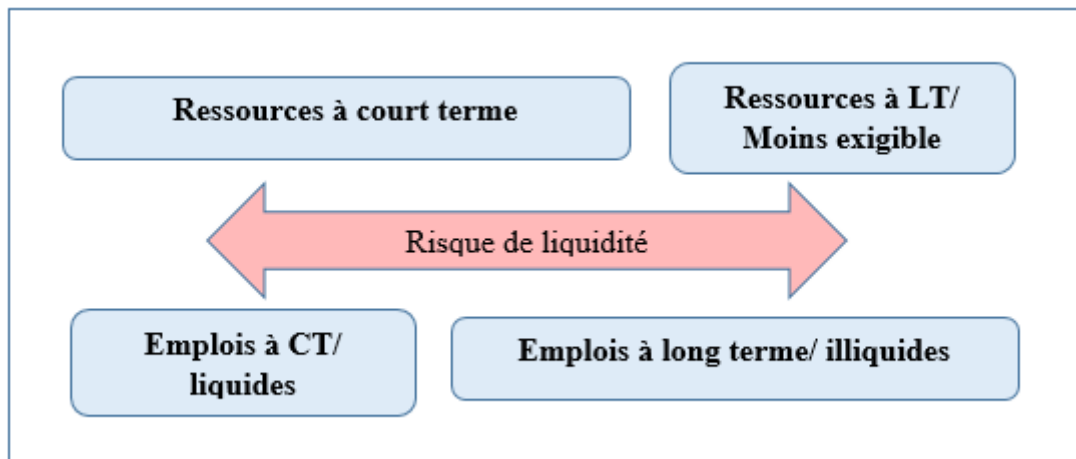 Ressources à court terme
Ressources à LT/
Moins exigible
Risque de liquidité
Emplois à CT/
liquides
Emplois à long terme/ illiquides